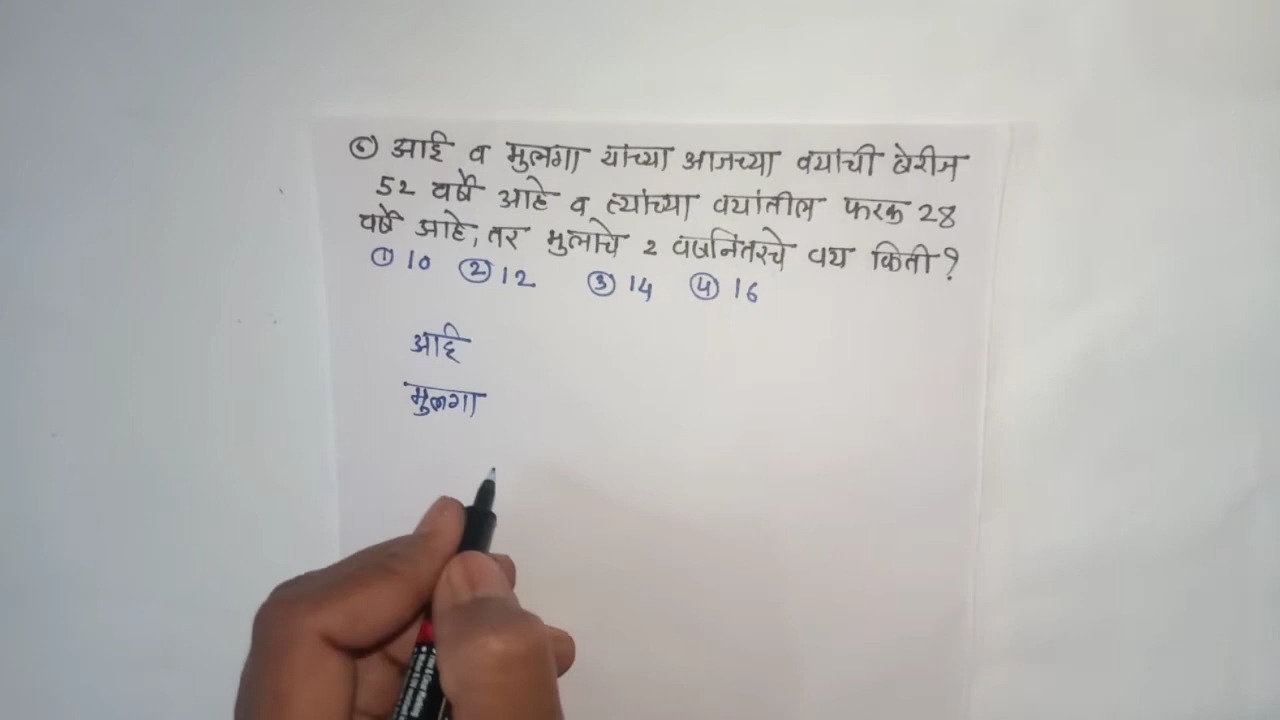 ६) आई व मुलगा यांच्या आजच्या वयांची बेरीज
52 वर्षे आहे व त्यांच्या वयांतील फरक 28
वर्षे आहे, तर मुलाचे 2 वर्षानंतरचे वय किती?
① 10 ② 12 ③ 14 ④ 16
आई
मुलगा